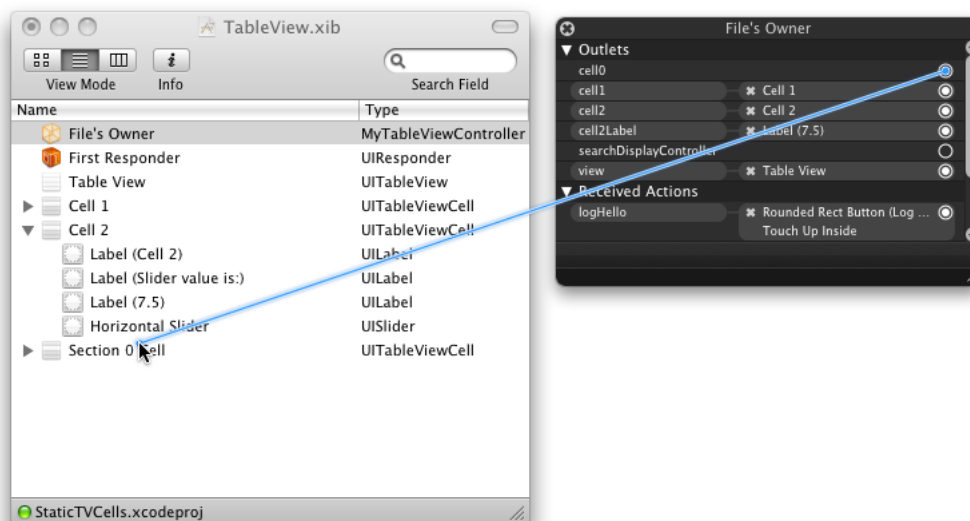 TableView.xib
View Mode
Info
Search Field
Name Type
File's Owner MyTableViewController
First Responder UIResponder
Table View UITableView
Cell 1 UITableViewCell
Cell 2 UITableViewCell
Label (Cell 2) UILabel
Label (Slider value is:) UILabel
Label (7.5) UILabel
Horizontal Slider UISlider
Section 0 Cell UITableViewCell
StaticTVCells.xcodeproj
File's Owner
Outlets
cell0
cell1 Cell 1
cell2 Cell 2
cell2Label Label (7.5)
searchDisplayController
view Table View
Received Actions
logHello Rounded Rect Button (Log ...
Touch Up Inside